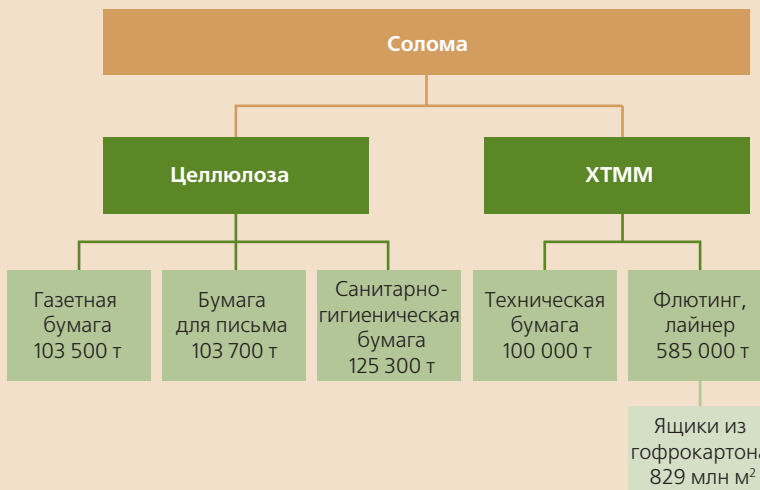 Солома
Целлюлоза
ХТММ
Газетная
бумага
103 500 т
Бумага
для письма
103 700 т
Санитарно-
гигиеническая
бумага
125 300 т
Техническая
бумага
100 000 т
Флютинг,
лайнер
585 000 т
Ящики из
гофрокартона
829 млн м²